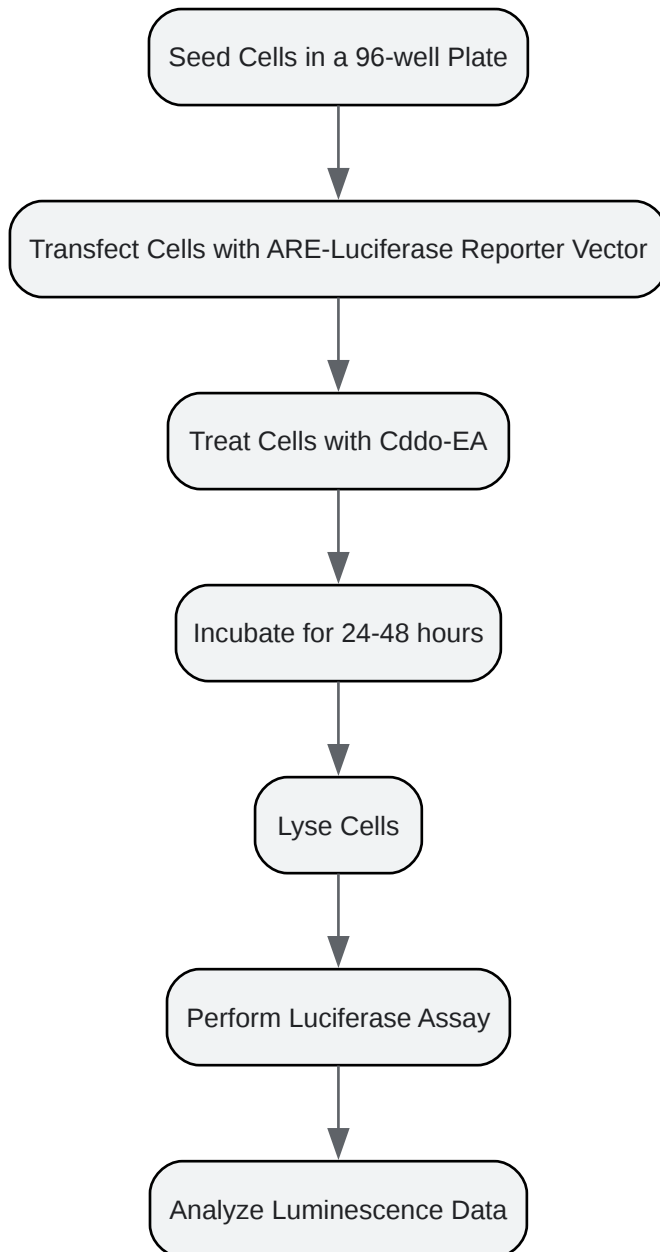 Seed Cells in a 96-well Plate
Transfect Cells with ARE-Luciferase Reporter Vector
Treat Cells with Cddo-EA
Incubate for 24-48 hours
Lyse Cells
Perform Luciferase Assay
Analyze Luminescence Data